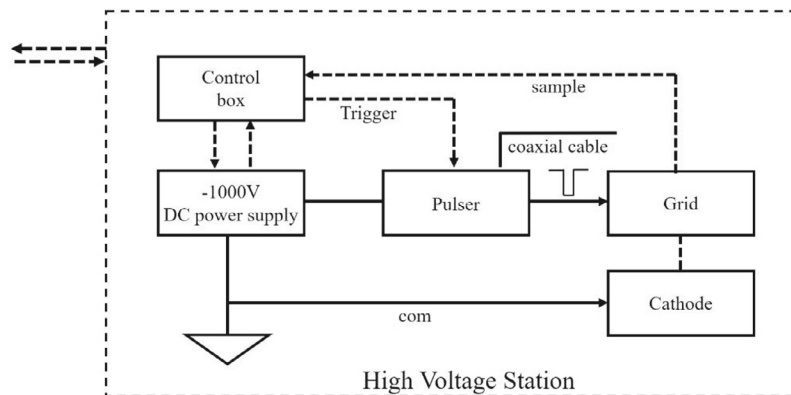 Control
box
sample
Trigger
coaxial cable
-1000V
DC power supply
Pulser
Grid
com
Cathode
High Voltage Station